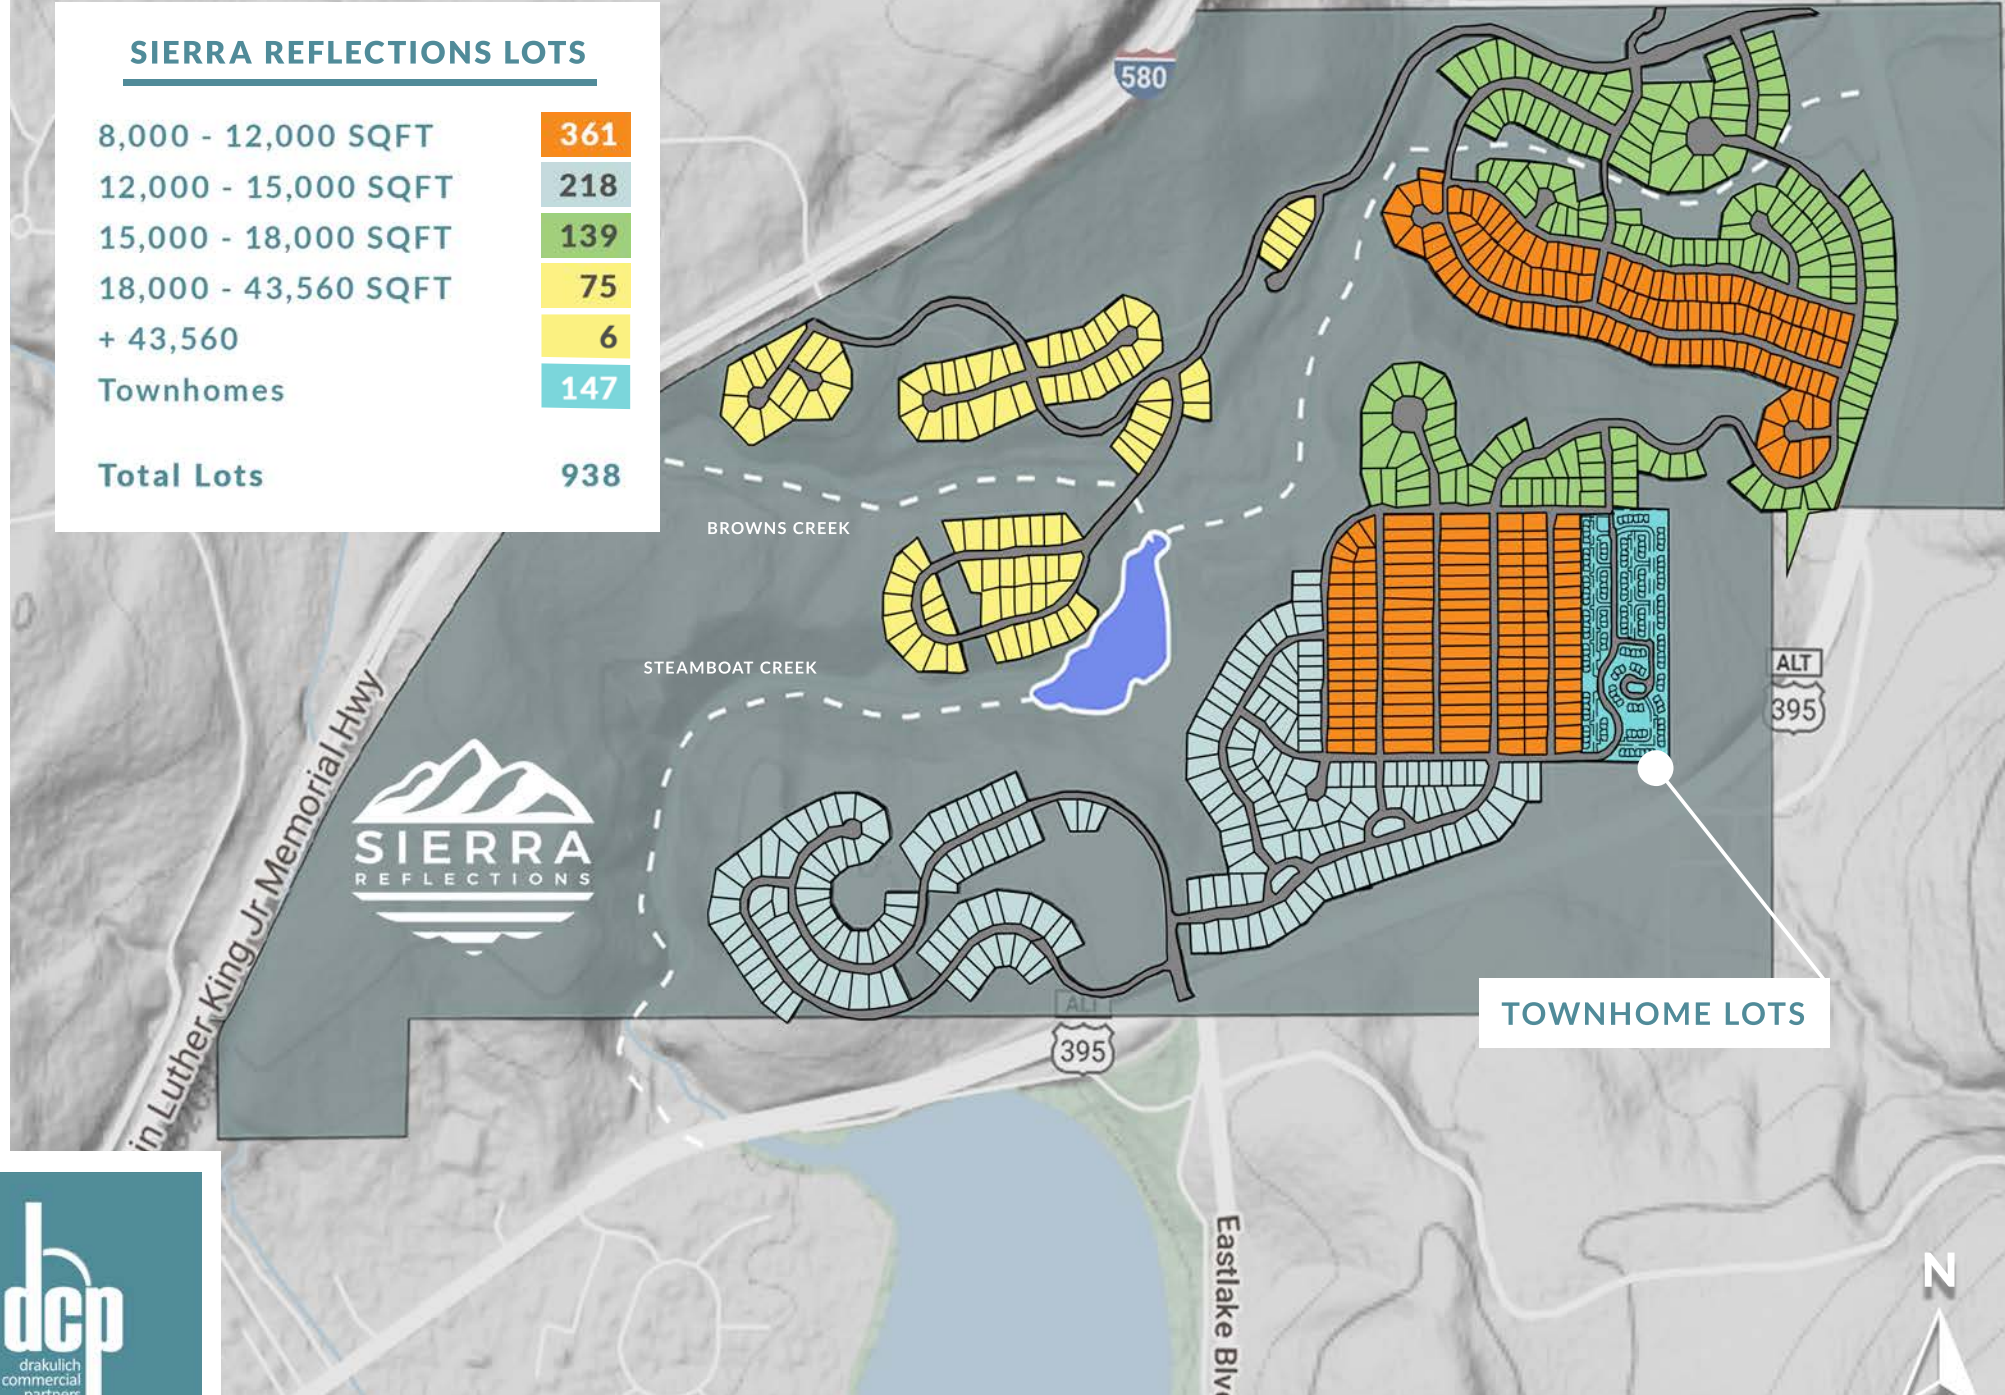 SIERRA REFLECTIONS LOTS
8,000 - 12,000 SQFT 361
12,000 - 15,000 SQFT 218
15,000 - 18,000 SQFT 139
18,000 - 43,560 SQFT 75
+ 43,560 6
Townhomes 147
Total Lots 938
580
BROWNS CREEK
STEAMBOAT CREEK
ALT
395
in Luther King Jr Memorial Hwy
SIERRA
REFLECTIONS
TOWNHOME LOTS
ALT
395
Eastlake Blv
N
dcp
drakulich
commercial
partners